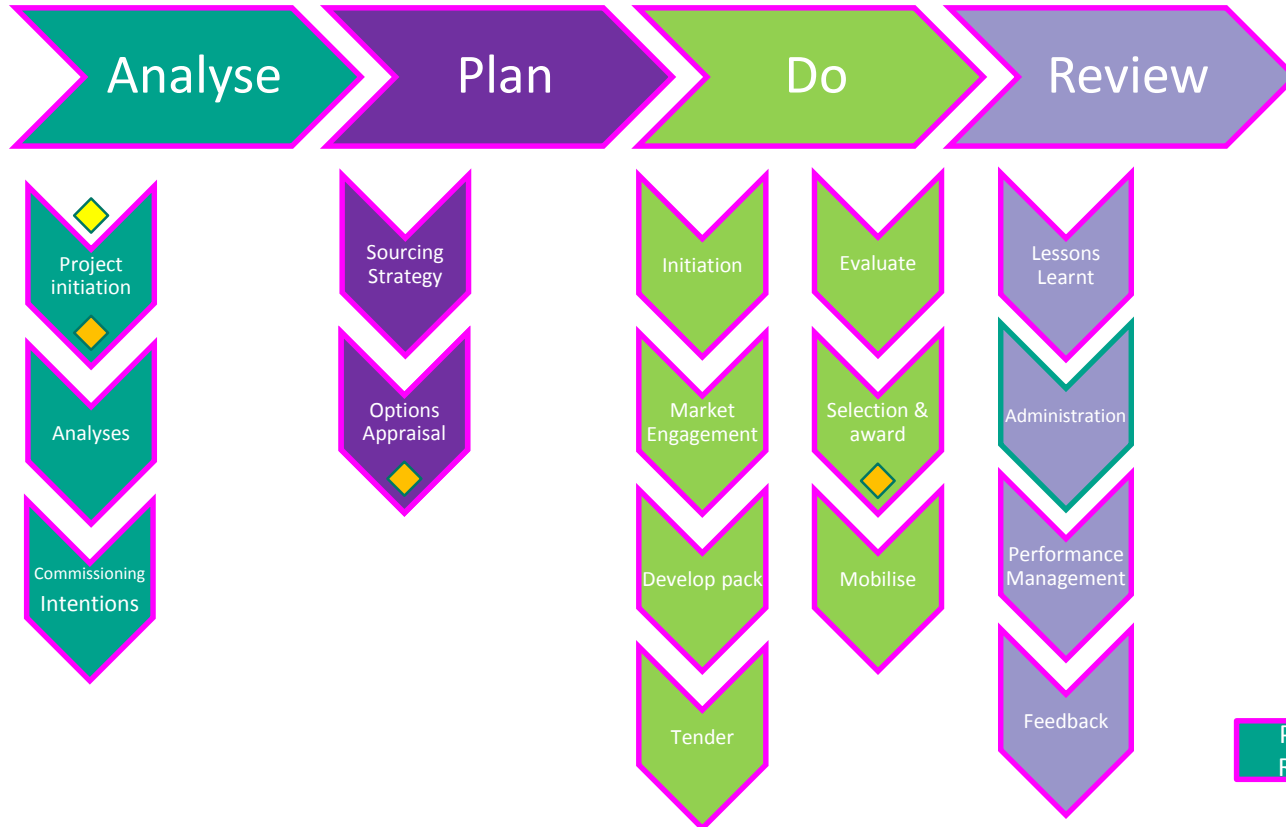 Analyse
Plan
Do
Review
Project
initiation
Analyses
Commissioning
Intentions
Sourcing
Strategy
Options
Appraisal
Initiation
Market
Engagement
Develop pack
Tender
Evaluate
Selection &
award
Mobilise
Lessons
Learnt
Administration
Performance
Management
Feedback